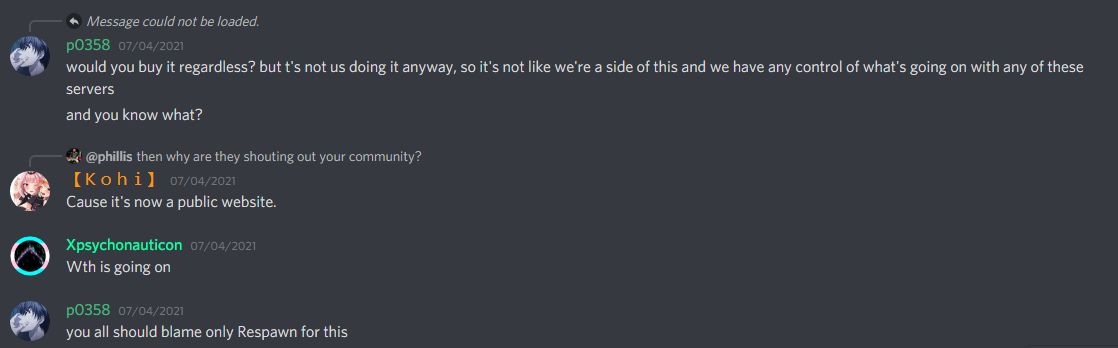 Message could not be loaded.
p0358 07/04/2021
would you buy it regardless? but t's not us doing it anyway, so it's not like we're a side of this and we have any control of what's going on with any of these
servers
and you know what?
@phillis then why are they shouting out your community?
【Ｋｏｈｉ】 07/04/2021
Cause it's now a public website.
Xpsychonauticon 07/04/2021
Wth is going on
p0358 07/04/2021
you all should blame only Respawn for this